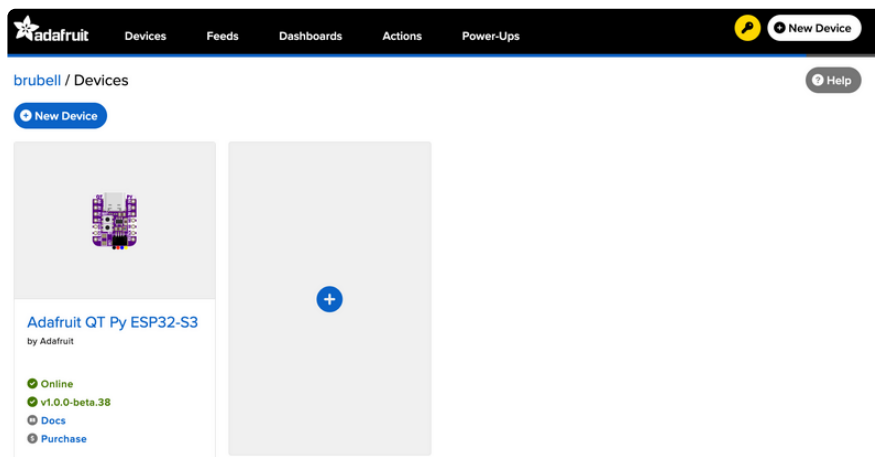 adafruit Devices Feeds Dashboards Actions Power-Ups New Device
brubell / Devices
Help
New Device
Adafruit QT Py ESP32-S3
by Adafruit
Online
v1.0.0-beta.38
Docs
Purchase